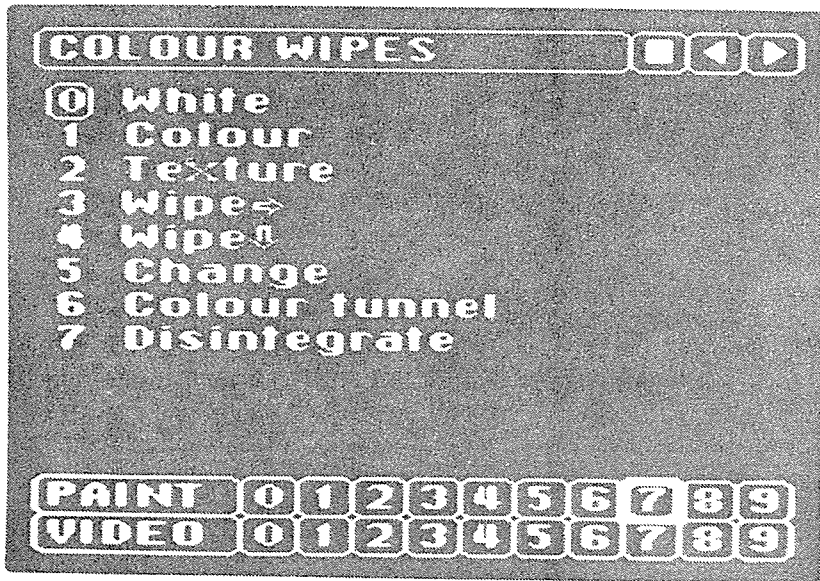 COLOUR WIPES
0 White
1 Colour
2 Texture
3 Wipe⇨
4 Wipe⇩
5 Change
6 Colour tunnel
7 Disintegrate
PAINT 0 1 2 3 4 5 6 7 8 9
VIDEO 0 1 2 3 4 5 6 7 8 9